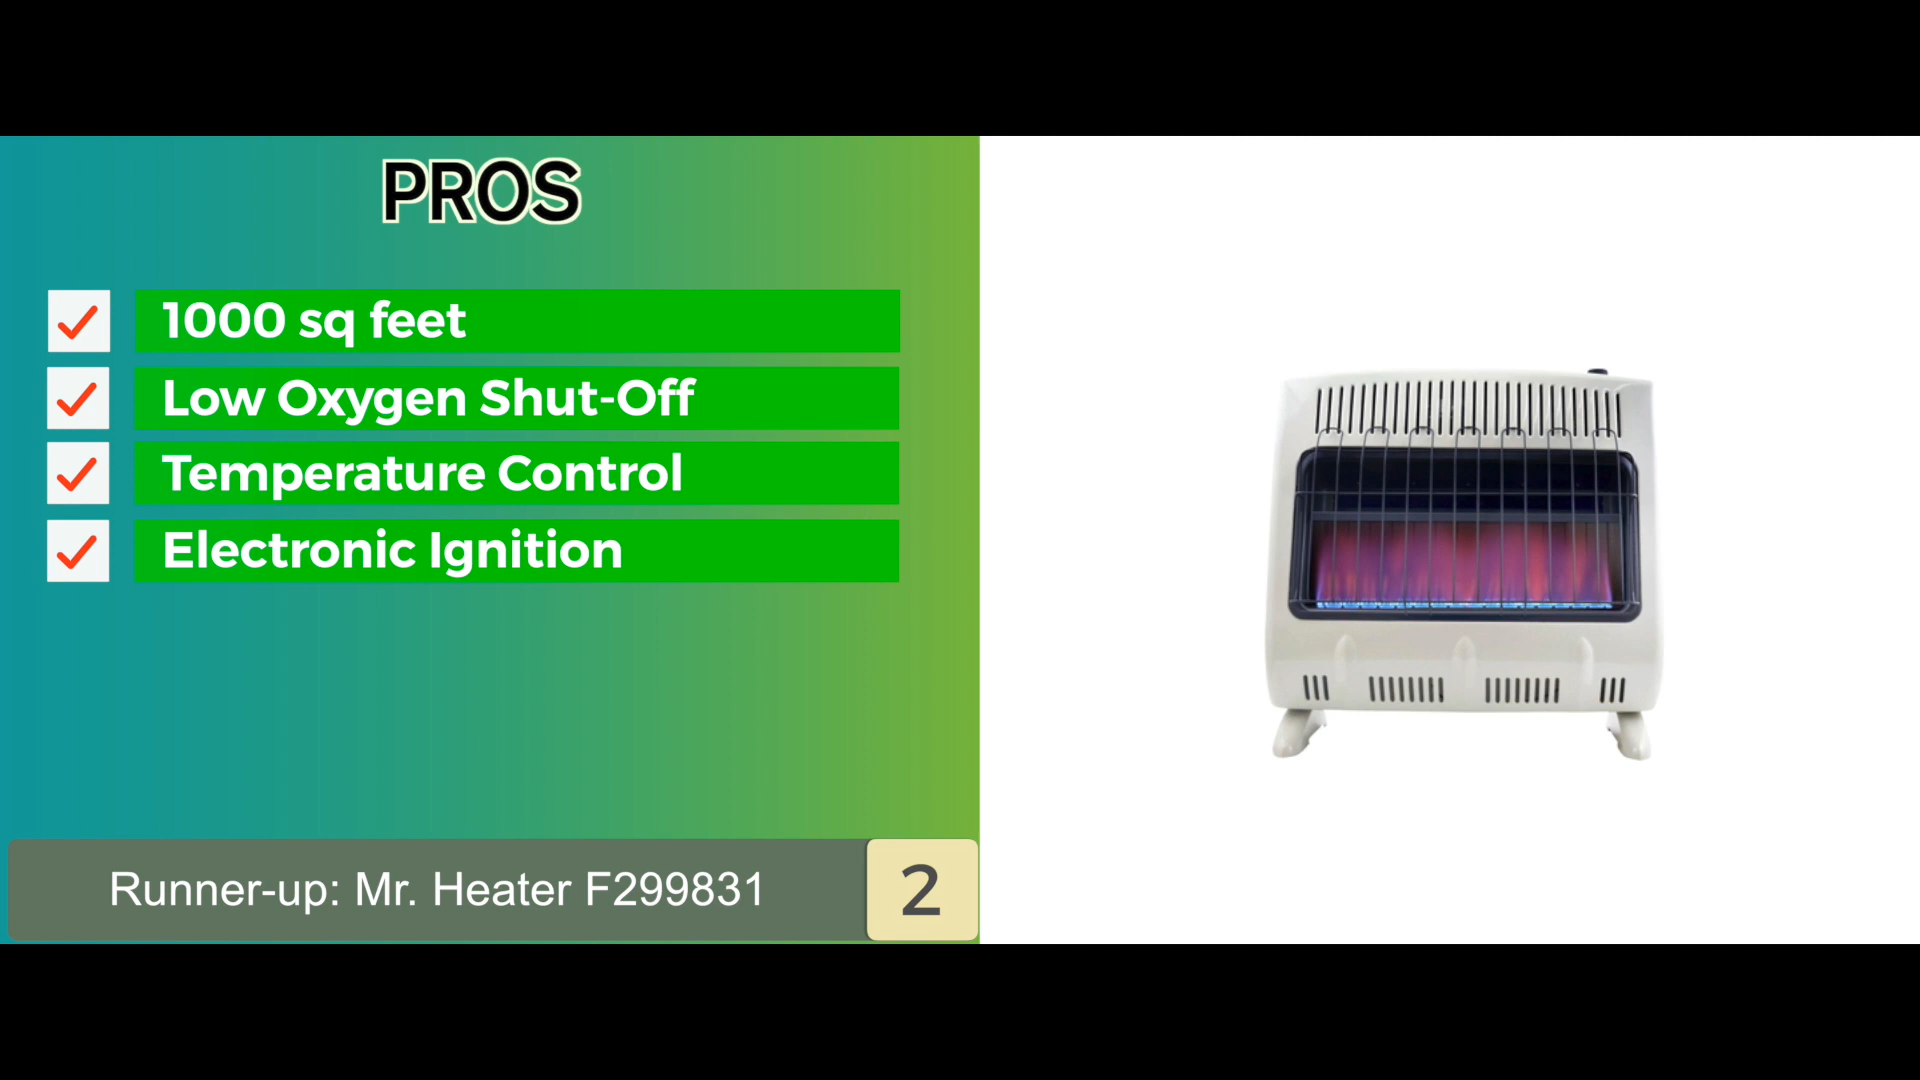 PROS
1000 sq feet
Low Oxygen Shut-Off
Temperature Control
Electronic Ignition
Runner-up: Mr. Heater F299831
2